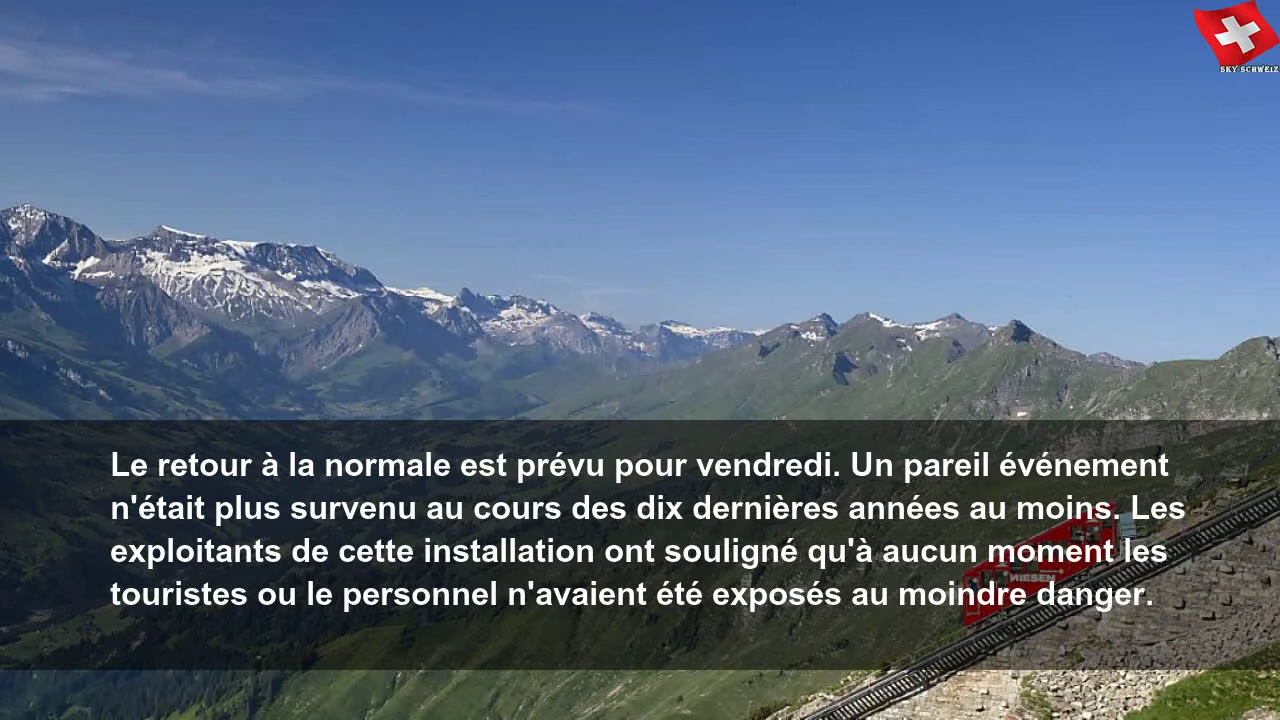 SKY SCHWEIZ
Le retour à la normale est prévu pour vendredi. Un pareil événement
n'était plus survenu au cours des dix dernières années au moins. Les
exploitants de cette installation ont souligné qu'à aucun moment les
touristes ou le personnel n'avaient été exposés au moindre danger.
NIESEN